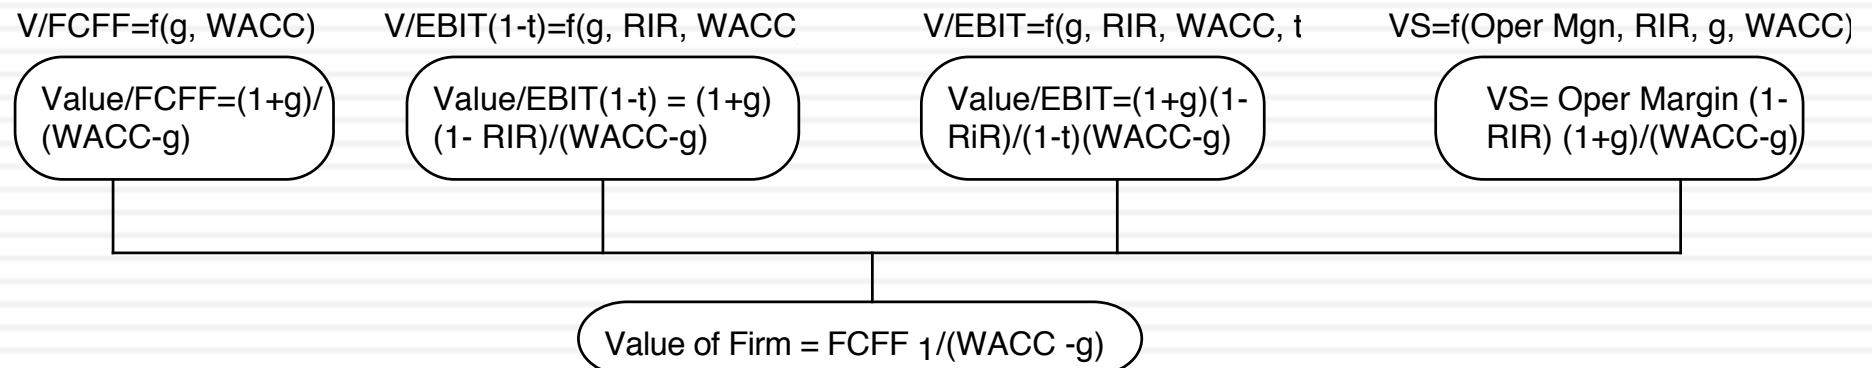 V/FCFF=f(g, WACC)
V/EBIT(1-t)=f(g, RIR, WACC
V/EBIT=f(g, RIR, WACC, t
VS=f(Oper Mgn, RIR, g, WACC)
Value/FCFF=(1+g)/
(WACC-g)
Value/EBIT(1-t) = (1+g)
(1- RIR)/(WACC-g)
Value/EBIT=(1+g)(1-
RiR)/(1-t)(WACC-g)
VS= Oper Margin (1-
RIR) (1+g)/(WACC-g)
Value of Firm = FCFF 1/(WACC -g)